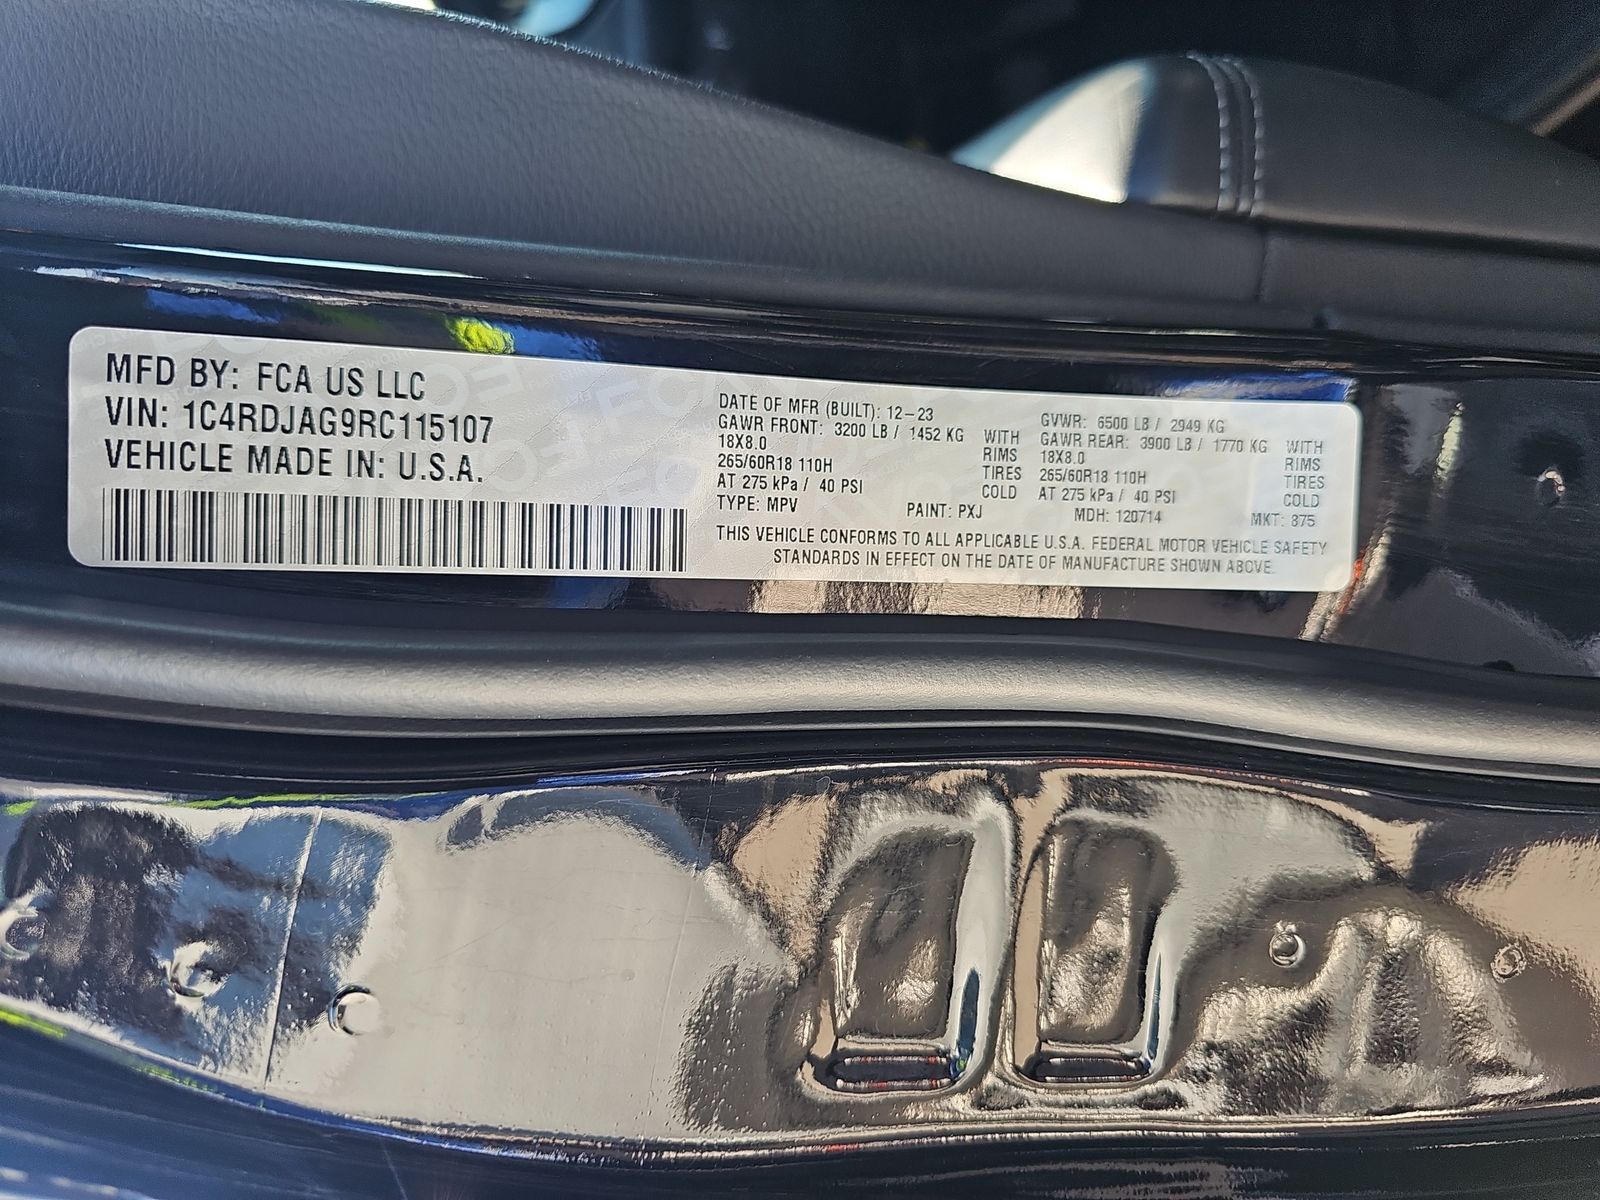 MFD BY: FCA US LLC
VIN: 1C4RDJAG9RC115107
VEHICLE MADE IN: U.S.A.
DATE OF MFR (BUILT): 12-23
GAWR FRONT: 3200 LB / 1452 KG WITH
18X8.0 RIMS
265/60R18 110H TIRES
AT 275 kPa / 40 PSI COLD
GVWR: 6500 LB / 2949 KG
GAWR REAR: 3900 LB / 1770 KG WITH
18X8.0 RIMS
265/60R18 110H TIRES
AT 275 kPa / 40 PSI COLD
TYPE: MPV PAINT: PXJ MDH: 120714 MKT: 875
THIS VEHICLE CONFORMS TO ALL APPLICABLE U.S.A. FEDERAL MOTOR VEHICLE SAFETY
STANDARDS IN EFFECT ON THE DATE OF MANUFACTURE SHOWN ABOVE.